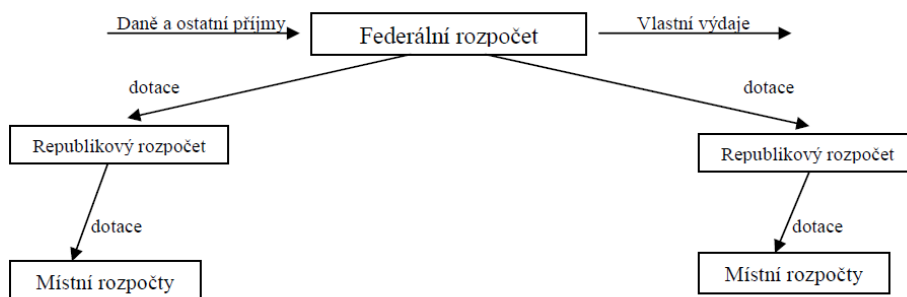 Daně a ostatní příjmy
Federální rozpočet
Vlastní výdaje
dotace
dotace
Republikový rozpočet
Republikový rozpočet
dotace
dotace
Místní rozpočty
Místní rozpočty